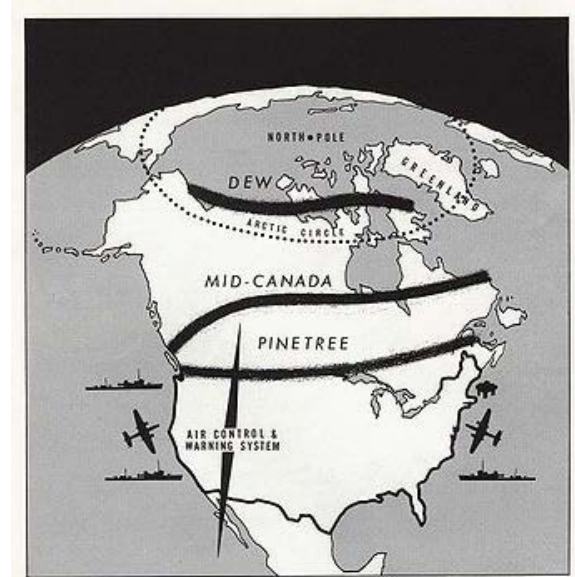 NORTH POLE
GREENLAND
DEW
ARCTIC CIRCLE
MID-CANADA
PINETREE
AIR CONTROL &
WARNING SYSTEM